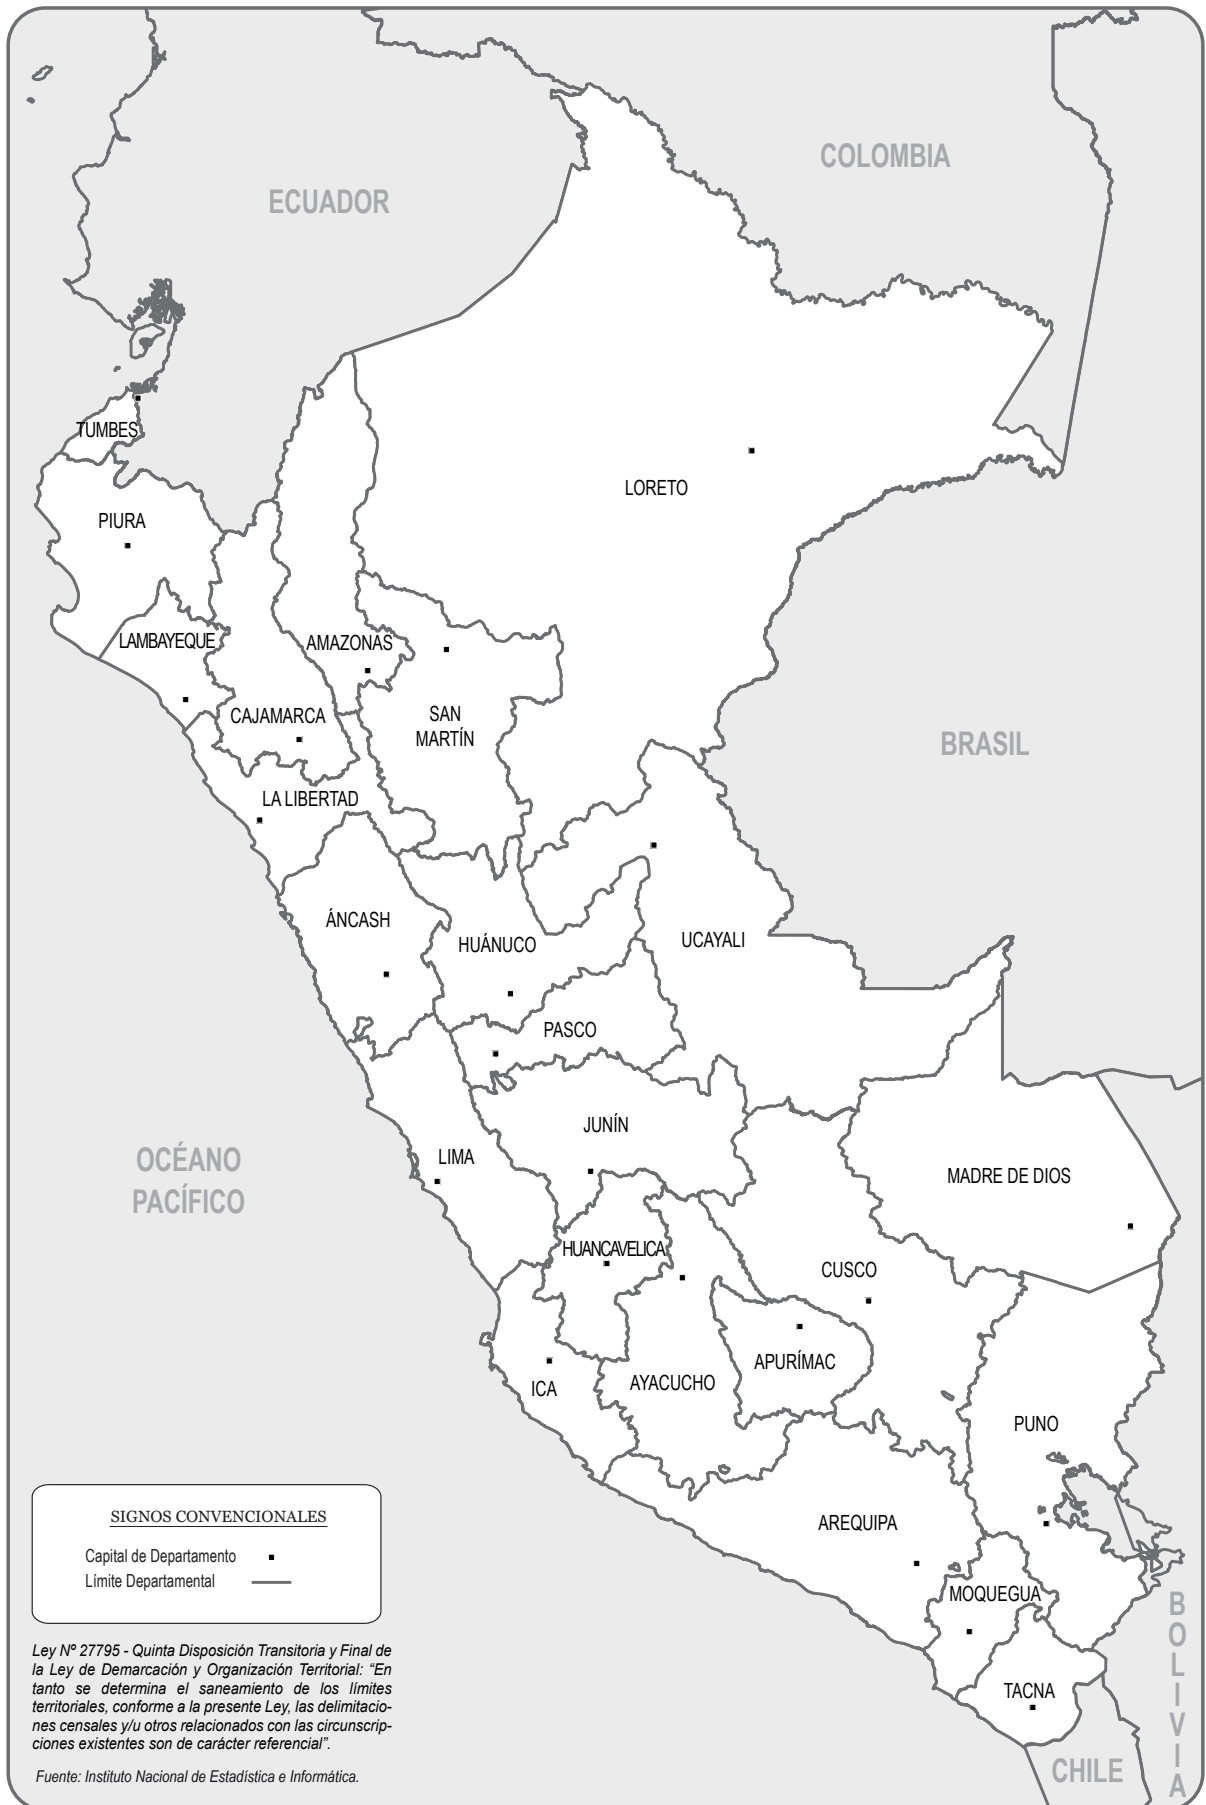 COLOMBIA
ECUADOR
TUMBES
LORETO
PIURA
LAMBAYEQUE
AMAZONAS
CAJAMARCA
SAN
MARTÍN
BRASIL
LA LIBERTAD
ÁNCASH
HUÁNUCO
UCAYALI
PASCO
JUNÍN
OCÉANO
PACÍFICO
LIMA
MADRE DE DIOS
HUANCAVELICA
CUSCO
APURÍMAC
AYACUCHO
ICA
PUNO
AREQUIPA
MOQUEGUA
TACNA
BOLIVIA
CHILE
SIGNOS CONVENCIONALES
Capital de Departamento
Límite Departamental
Ley Nº 27795 - Quinta Disposición Transitoria y Final de
la Ley de Demarcación y Organización Territorial: “En
tanto se determina el saneamiento de los límites
territoriales, conforme a la presente Ley, las delimitacio-
nes censales y/u otros relacionados con las circunscrip-
ciones existentes son de carácter referencial”.
Fuente: Instituto Nacional de Estadística e Informática.